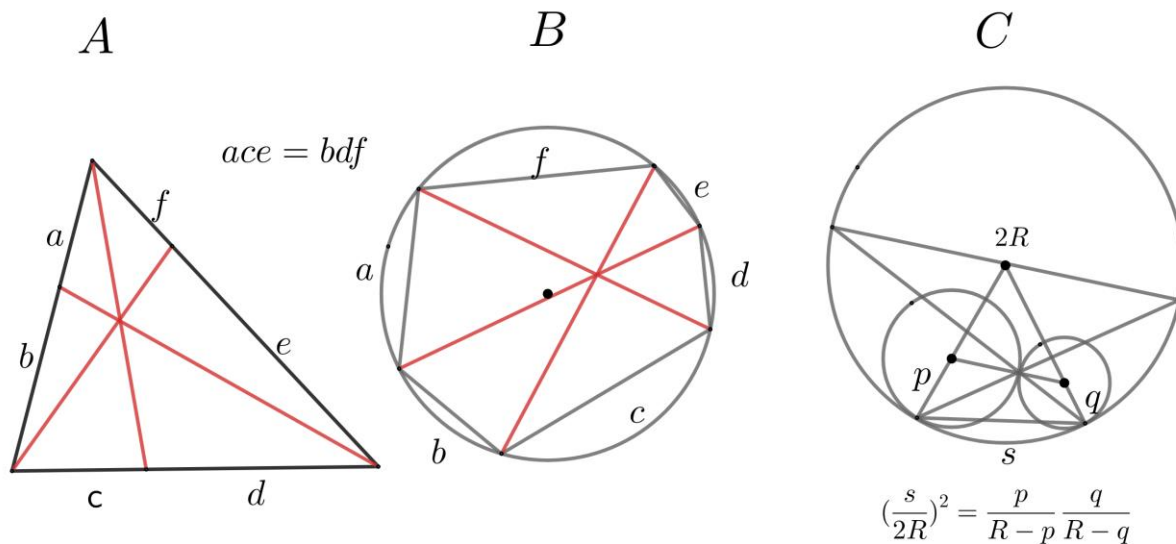 A
B
C
ace = bdf
a
f
b
e
c
d
f
e
a
d
b
c
2R
p
q
s
(s/2R)^2 = p/(R − p) q/(R − q)